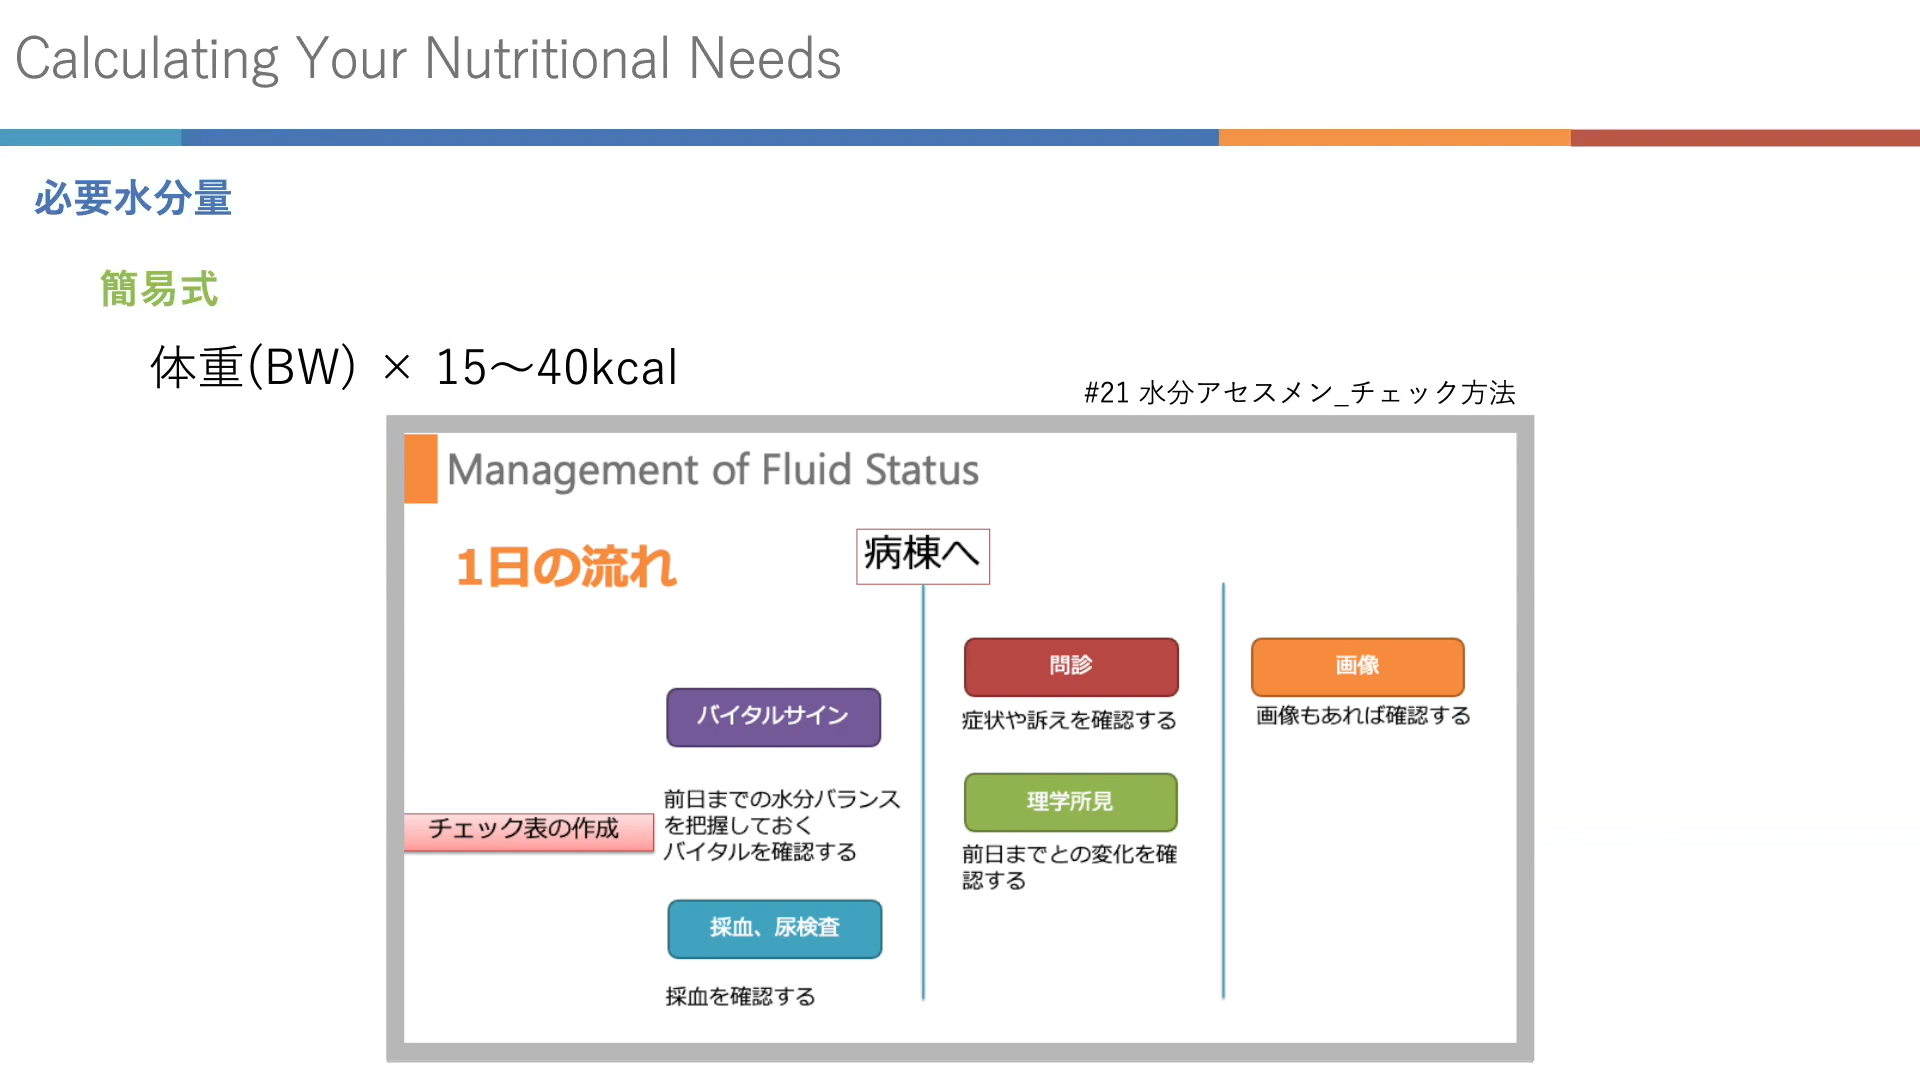 Calculating Your Nutritional Needs
必要水分量
簡易式
体重(BW) × 15～40kcal
#21 水分アセスメン_チェック方法
Management of Fluid Status
1日の流れ
病棟へ
問診
症状や訴えを確認する
画像
画像もあれば確認する
バイタルサイン
前日までの水分バランス
を把握しておく
バイタルを確認する
チェック表の作成
理学所見
前日までとの変化を確
認する
採血、尿検査
採血を確認する